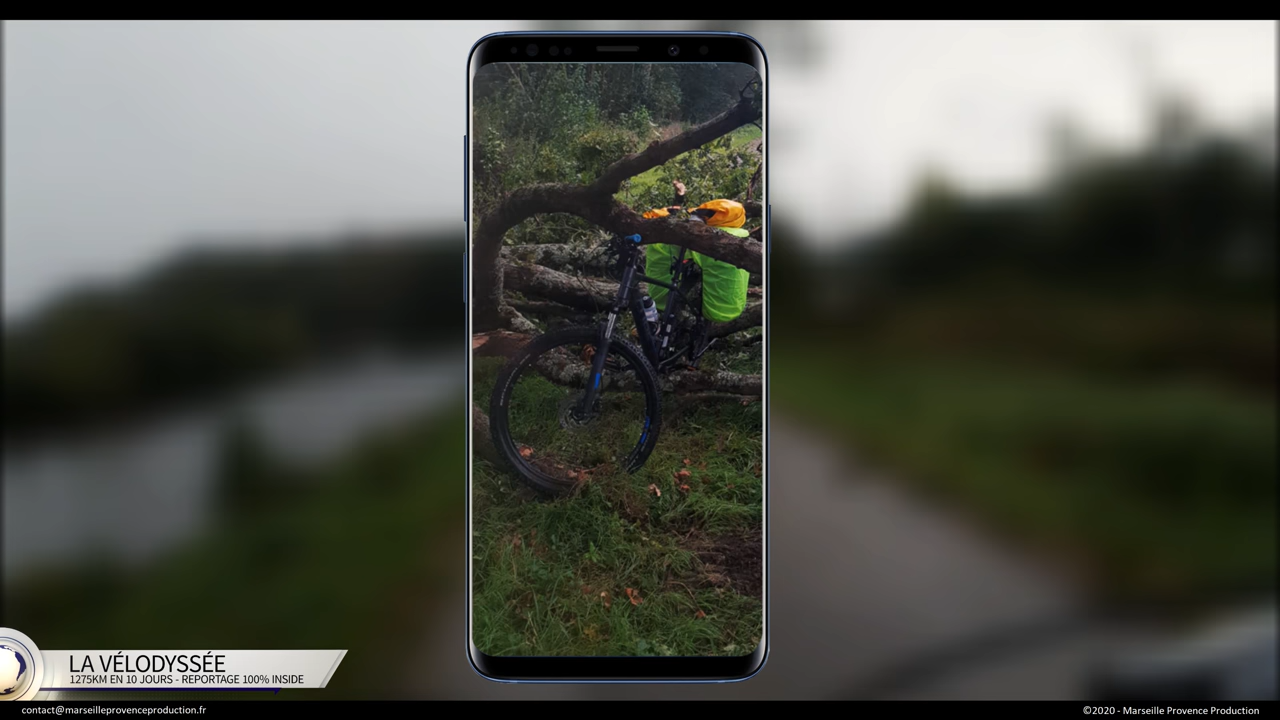 LA VÉLODYSSÉE
1275KM EN 10 JOURS - REPORTAGE 100% INSIDE
contact@marseilleprovenceproduction.fr
©2020 - Marseille Provence Production